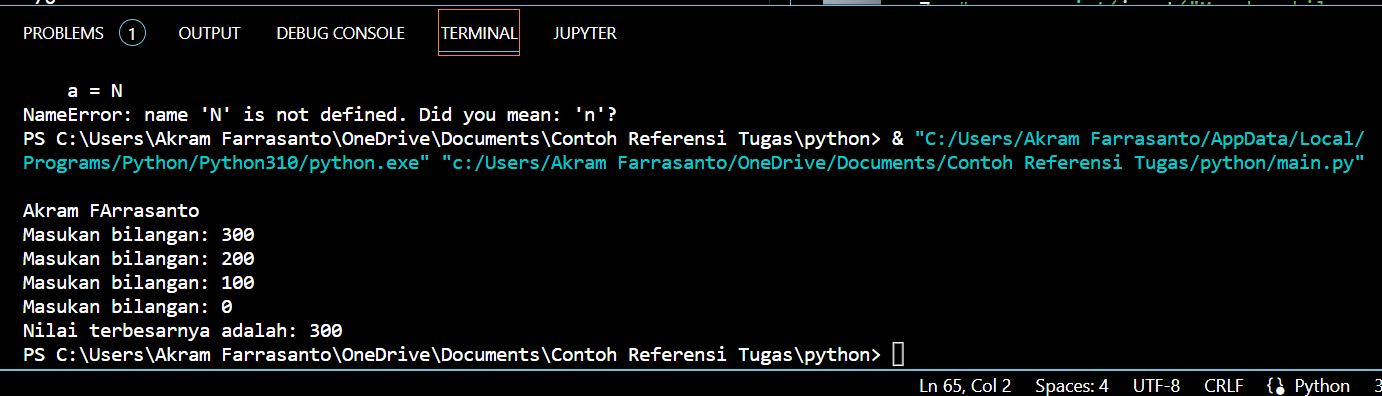 PROBLEMS 1 OUTPUT DEBUG CONSOLE TERMINAL JUPYTER
a = N
NameError: name 'N' is not defined. Did you mean: 'n'?
PS C:\Users\Akram Farrasanto\OneDrive\Documents\Contoh Referensi Tugas\python> & "C:/Users/Akram Farrasanto/AppData/Local/
Programs/Python/Python310/python.exe" "c:/Users/Akram Farrasanto/OneDrive/Documents/Contoh Referensi Tugas/python/main.py"
Akram FArrasanto
Masukan bilangan: 300
Masukan bilangan: 200
Masukan bilangan: 100
Masukan bilangan: 0
Nilai terbesarnya adalah: 300
PS C:\Users\Akram Farrasanto\OneDrive\Documents\Contoh Referensi Tugas\python>
Ln 65, Col 2 Spaces: 4 UTF-8 CRLF Python 3